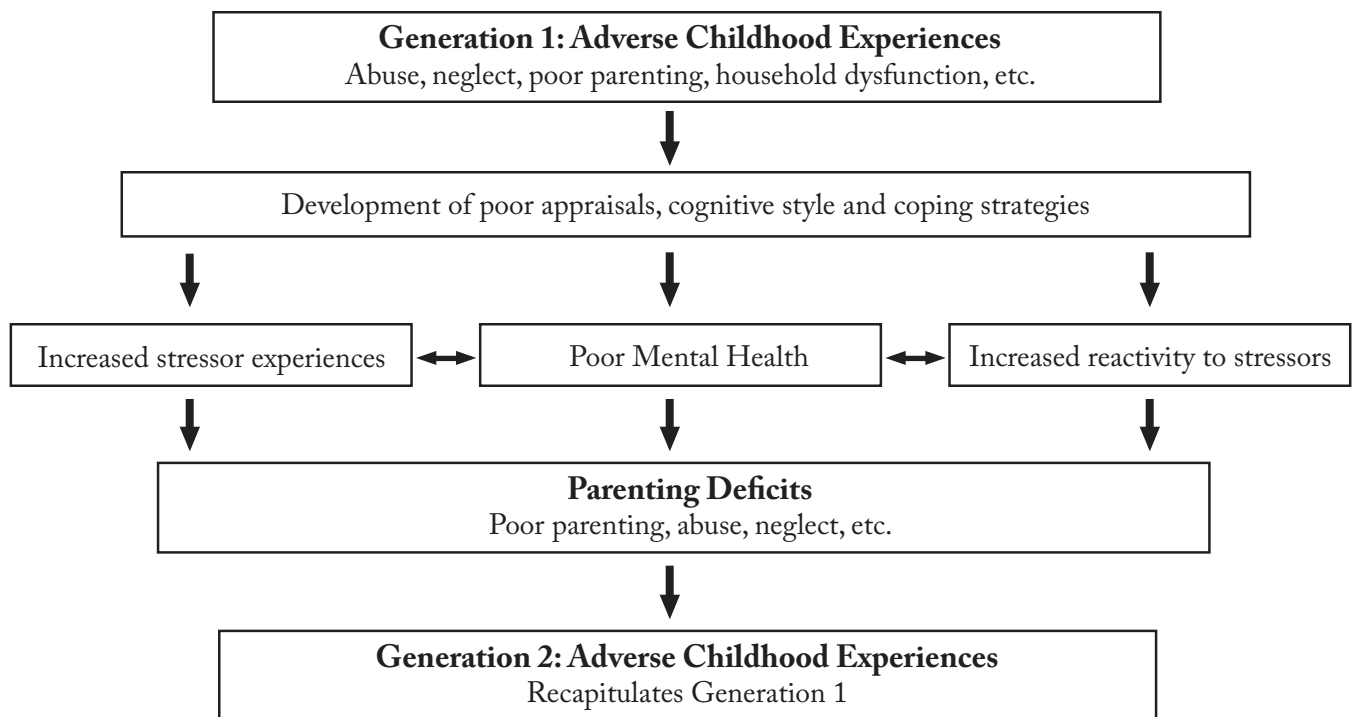 Generation 1: Adverse Childhood Experiences
Abuse, neglect, poor parenting, household dysfunction, etc.
Development of poor appraisals, cognitive style and coping strategies
Increased stressor experiences
Poor Mental Health
Increased reactivity to stressors
Parenting Deficits
Poor parenting, abuse, neglect, etc.
Generation 2: Adverse Childhood Experiences
Recapitulates Generation 1